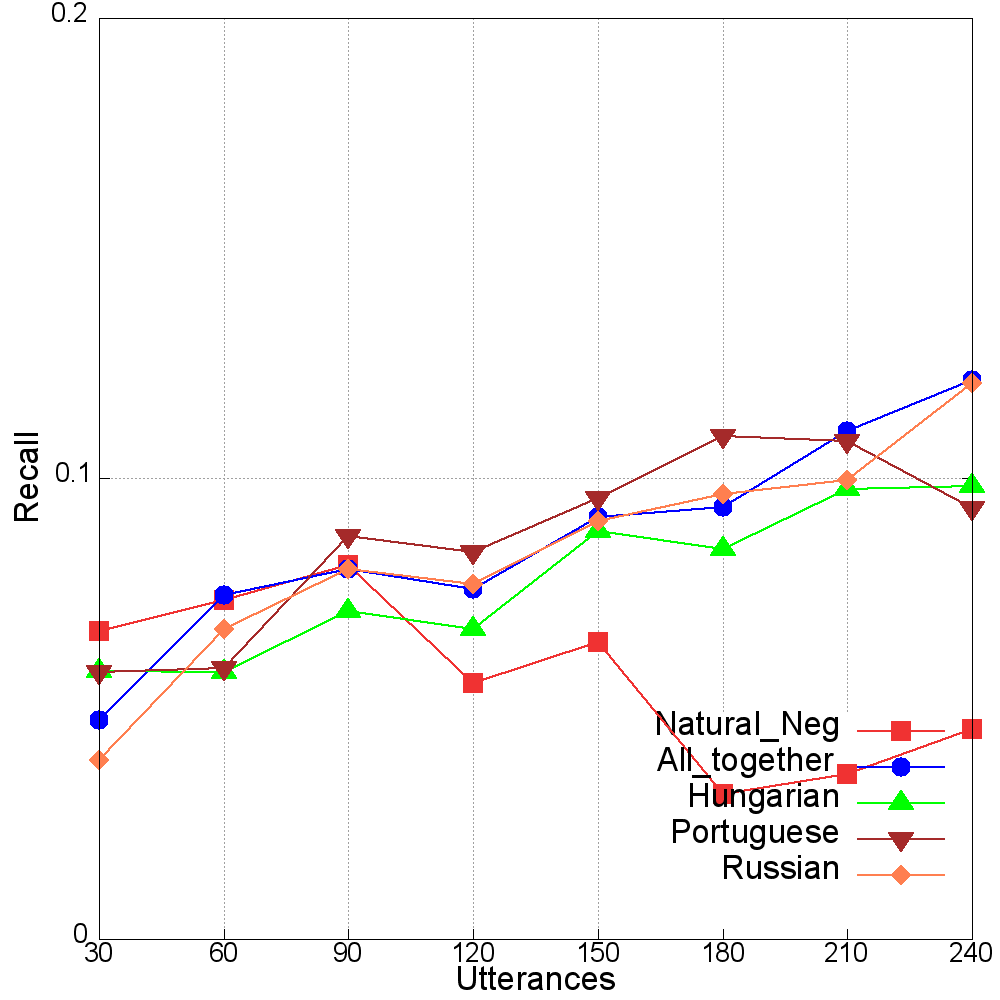 0.2
0.1
0
Recall
Natural_Neg
All_together
Hungarian
Portuguese
Russian
30 60 90 120 150 180 210 240
Utterances